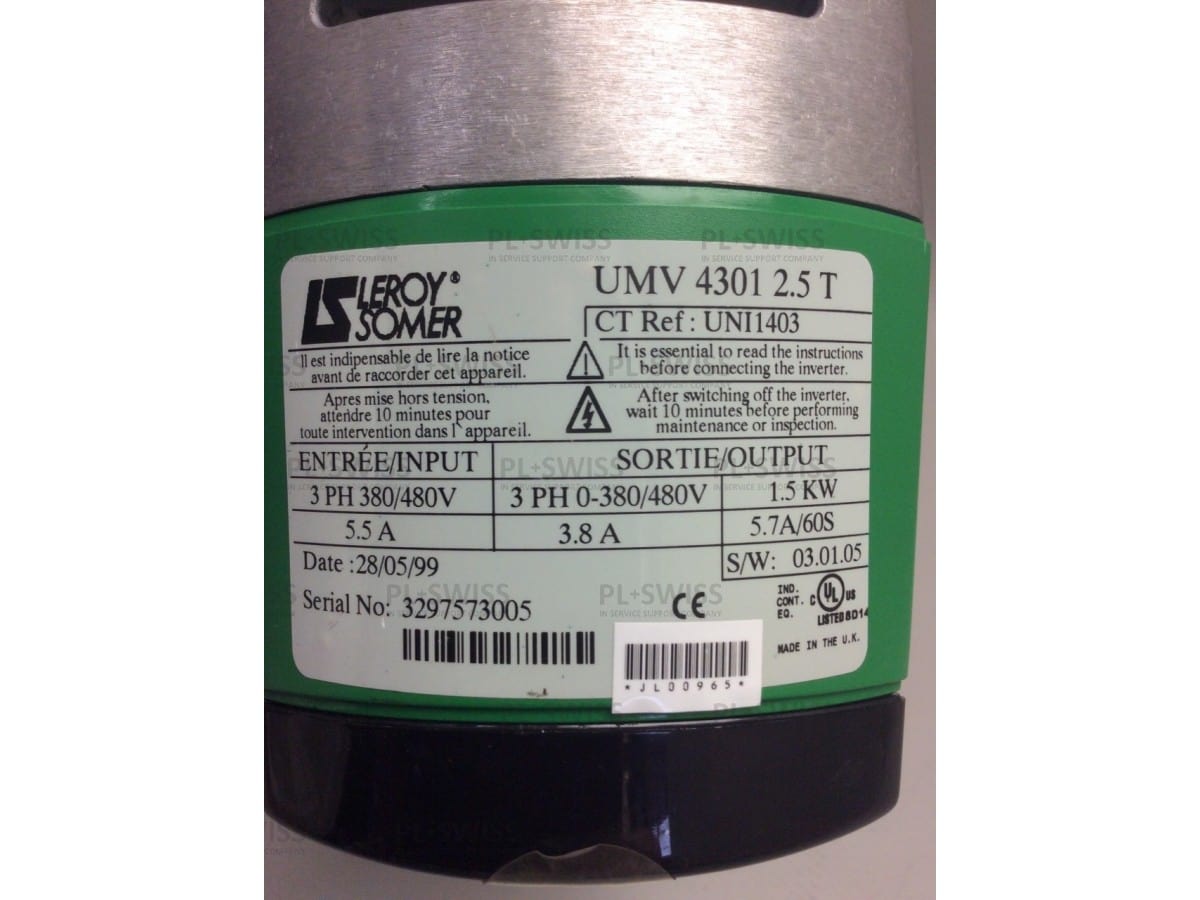 LEROY®
SOMER
UMV 4301 2.5 T
CT Ref : UNI1403
Il est indipensable de lire la notice
avant de raccorder cet appareil.
It is essential to read the instructions
before connecting the inverter.
Apres mise hors tension,
attendre 10 minutes pour
toute intervention dans l`appareil.
After switching off the inverter,
wait 10 minutes before performing
maintenance or inspection.
ENTRÉE/INPUT
SORTIE/OUTPUT
3 PH 380/480V
3 PH 0-380/480V
1.5 KW
5.5 A
3.8 A
5.7A/60S
Date :28/05/99
S/W: 03.01.05
Serial No: 3297573005
CE
IND.
CONT.
EQ.
C UL US
LISTED 8D14
MADE IN THE U.K.
*JL00965*
PL+SWISS
IN SERVICE SUPPORT COMPANY